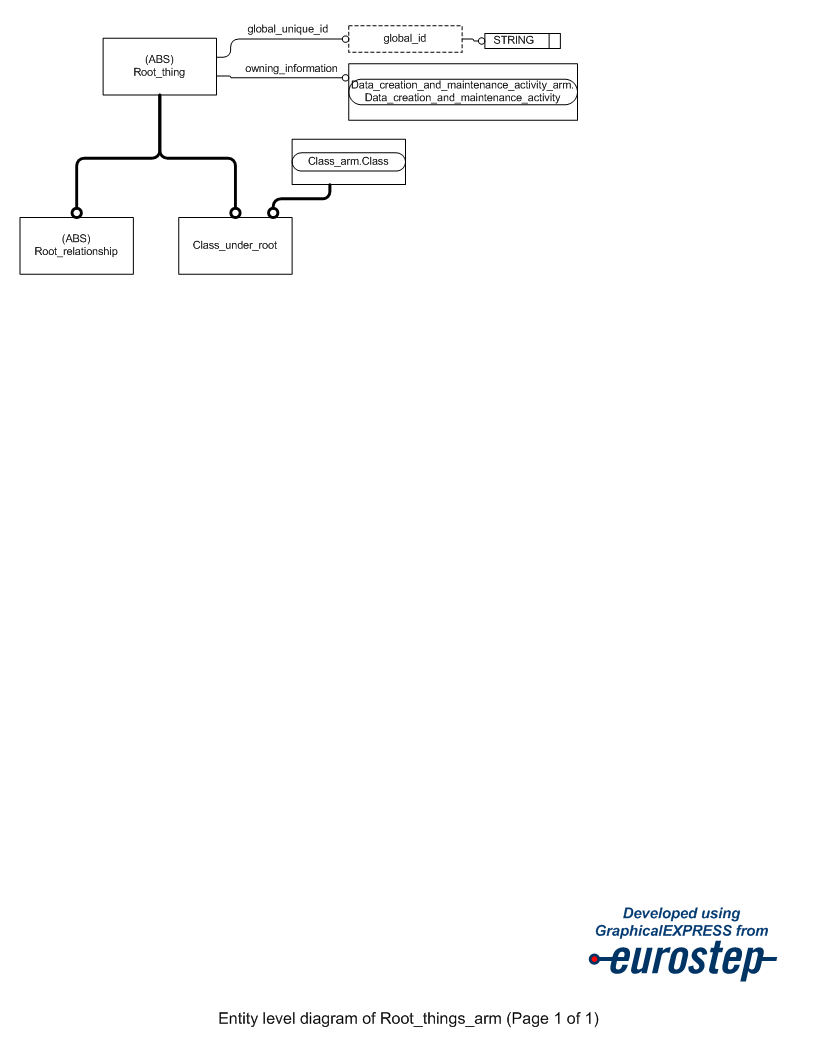 global_unique_id
global_id
STRING
(ABS)
Root_thing
owning_information
Data_creation_and_maintenance_activity_arm.
Data_creation_and_maintenance_activity
Class_arm.Class
(ABS)
Root_relationship
Class_under_root
Developed using
GraphicalEXPRESS from
eurostep
Entity level diagram of Root_things_arm (Page 1 of 1)